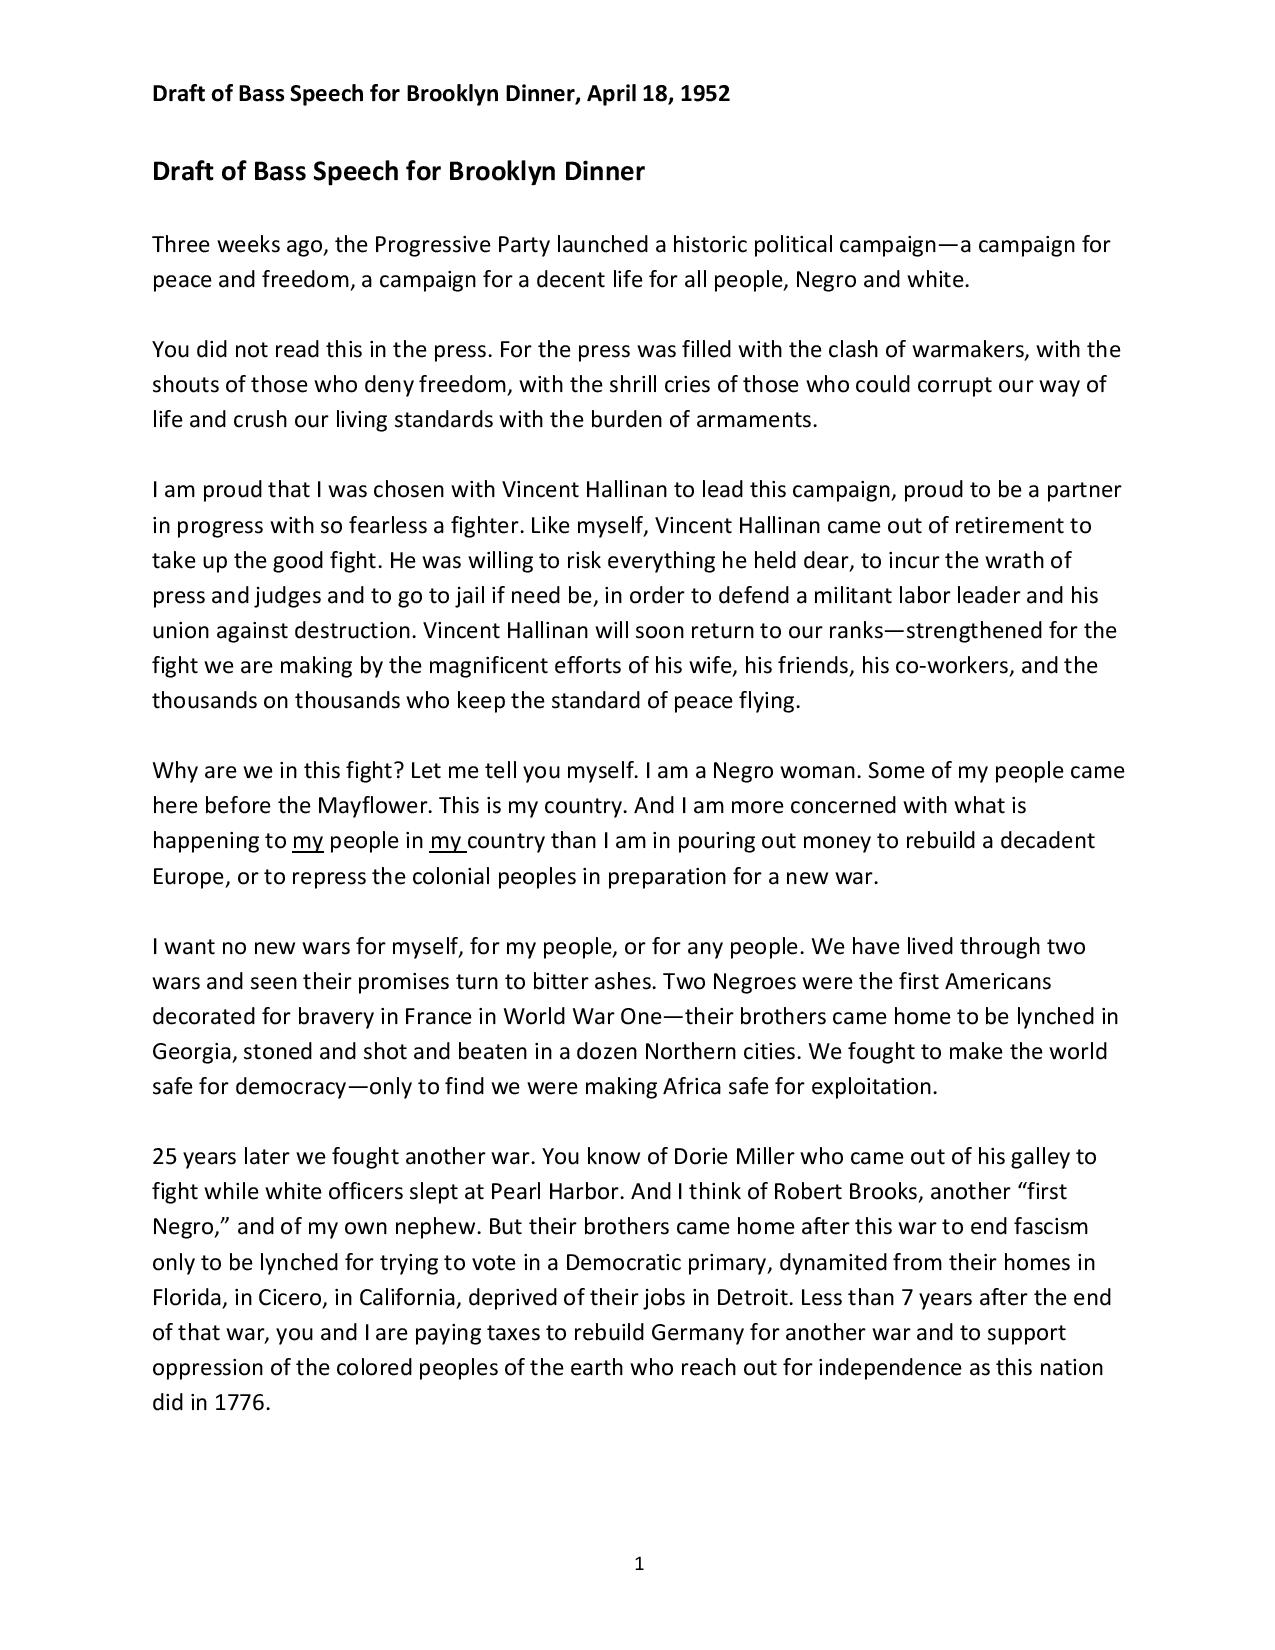 Draft of Bass Speech for Brooklyn Dinner, April 18, 1952
Draft of Bass Speech for Brooklyn Dinner
Three weeks ago, the Progressive Party launched a historic political campaign—a campaign for
peace and freedom, a campaign for a decent life for all people, Negro and white.
You did not read this in the press. For the press was filled with the clash of warmakers, with the
shouts of those who deny freedom, with the shrill cries of those who could corrupt our way of
life and crush our living standards with the burden of armaments.
I am proud that I was chosen with Vincent Hallinan to lead this campaign, proud to be a partner
in progress with so fearless a fighter. Like myself, Vincent Hallinan came out of retirement to
take up the good fight. He was willing to risk everything he held dear, to incur the wrath of
press and judges and to go to jail if need be, in order to defend a militant labor leader and his
union against destruction. Vincent Hallinan will soon return to our ranks—strengthened for the
fight we are making by the magnificent efforts of his wife, his friends, his co-workers, and the
thousands on thousands who keep the standard of peace flying.
Why are we in this fight? Let me tell you myself. I am a Negro woman. Some of my people came
here before the Mayflower. This is my country. And I am more concerned with what is
happening to my people in my country than I am in pouring out money to rebuild a decadent
Europe, or to repress the colonial peoples in preparation for a new war.
I want no new wars for myself, for my people, or for any people. We have lived through two
wars and seen their promises turn to bitter ashes. Two Negroes were the first Americans
decorated for bravery in France in World War One—their brothers came home to be lynched in
Georgia, stoned and shot and beaten in a dozen Northern cities. We fought to make the world
safe for democracy—only to find we were making Africa safe for exploitation.
25 years later we fought another war. You know of Dorie Miller who came out of his galley to
fight while white officers slept at Pearl Harbor. And I think of Robert Brooks, another “first
Negro,” and of my own nephew. But their brothers came home after this war to end fascism
only to be lynched for trying to vote in a Democratic primary, dynamited from their homes in
Florida, in Cicero, in California, deprived of their jobs in Detroit. Less than 7 years after the end
of that war, you and I are paying taxes to rebuild Germany for another war and to support
oppression of the colored peoples of the earth who reach out for independence as this nation
did in 1776.
1